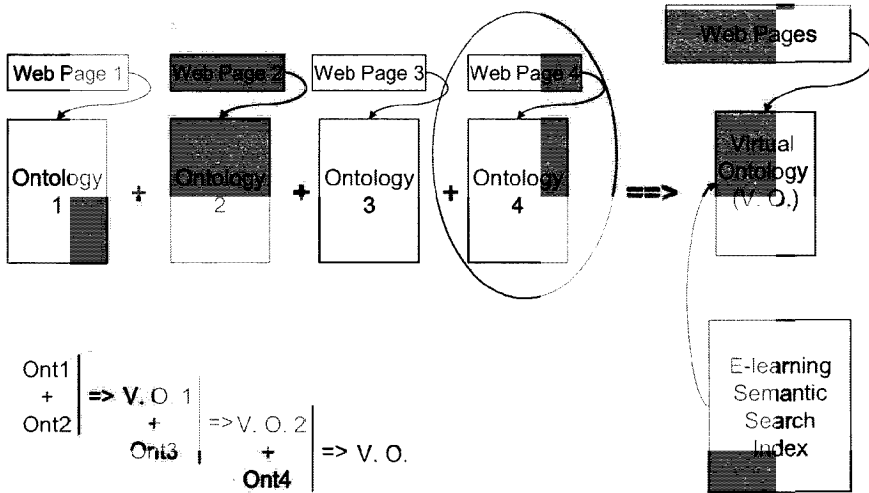 Web Page 1
Web Page 2
Web Page 3
Web Page 4
Web Pages
Ontology
1
+
Ontology
2
+
Ontology
3
+
Ontology
4
==>
Virtual
Ontology
(V. O.)
E-learning
Semantic
Search
Index
Ont1
+
Ont2
=> V. O. 1
+
Ont3
=> V. O. 2
+
Ont4
=> V. O.